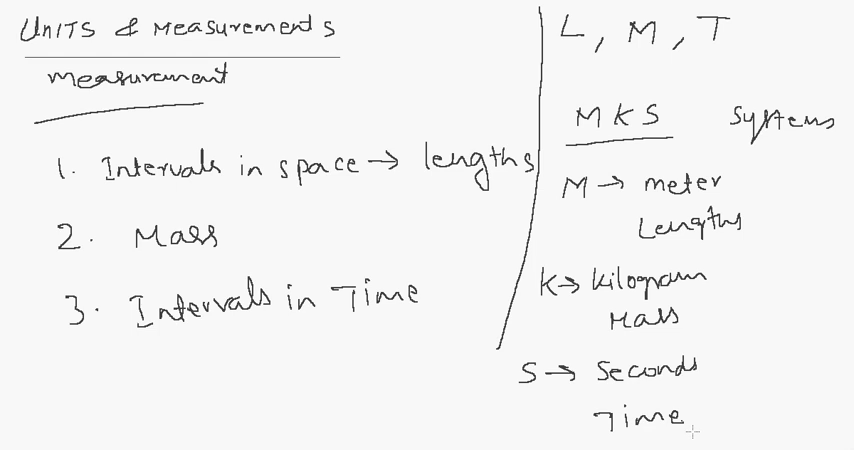 UNITS & Measurements
Measurement
1. Intervals in space → lengths
2. Mass
3. Intervals in Time
L, M, T
MKS Systems
M → meter
Lengths
K → kilogram
Mass
S → Seconds
Time